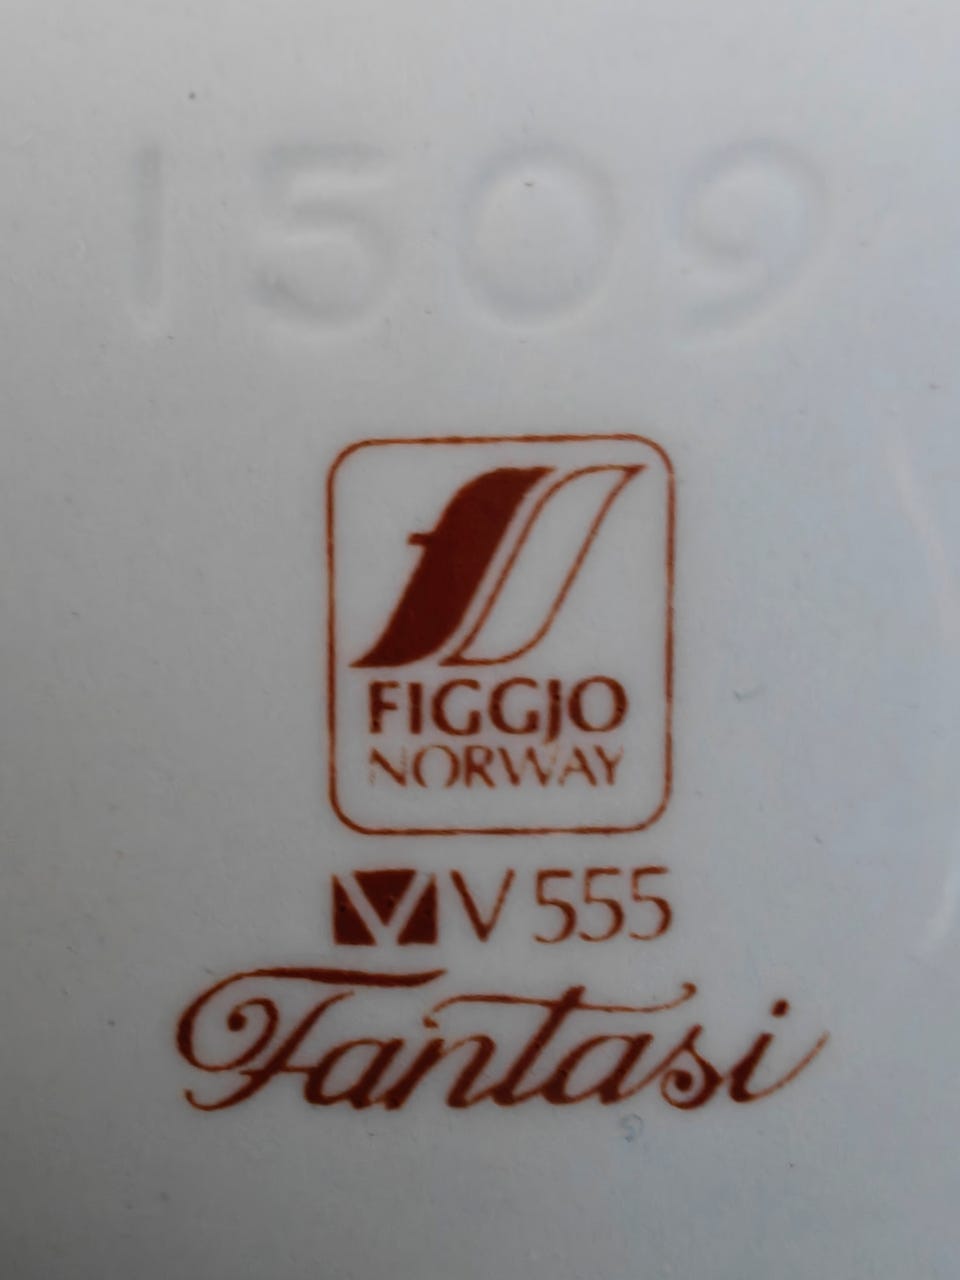 1509
FIGGJO
NORWAY
V V 555
Fantasi